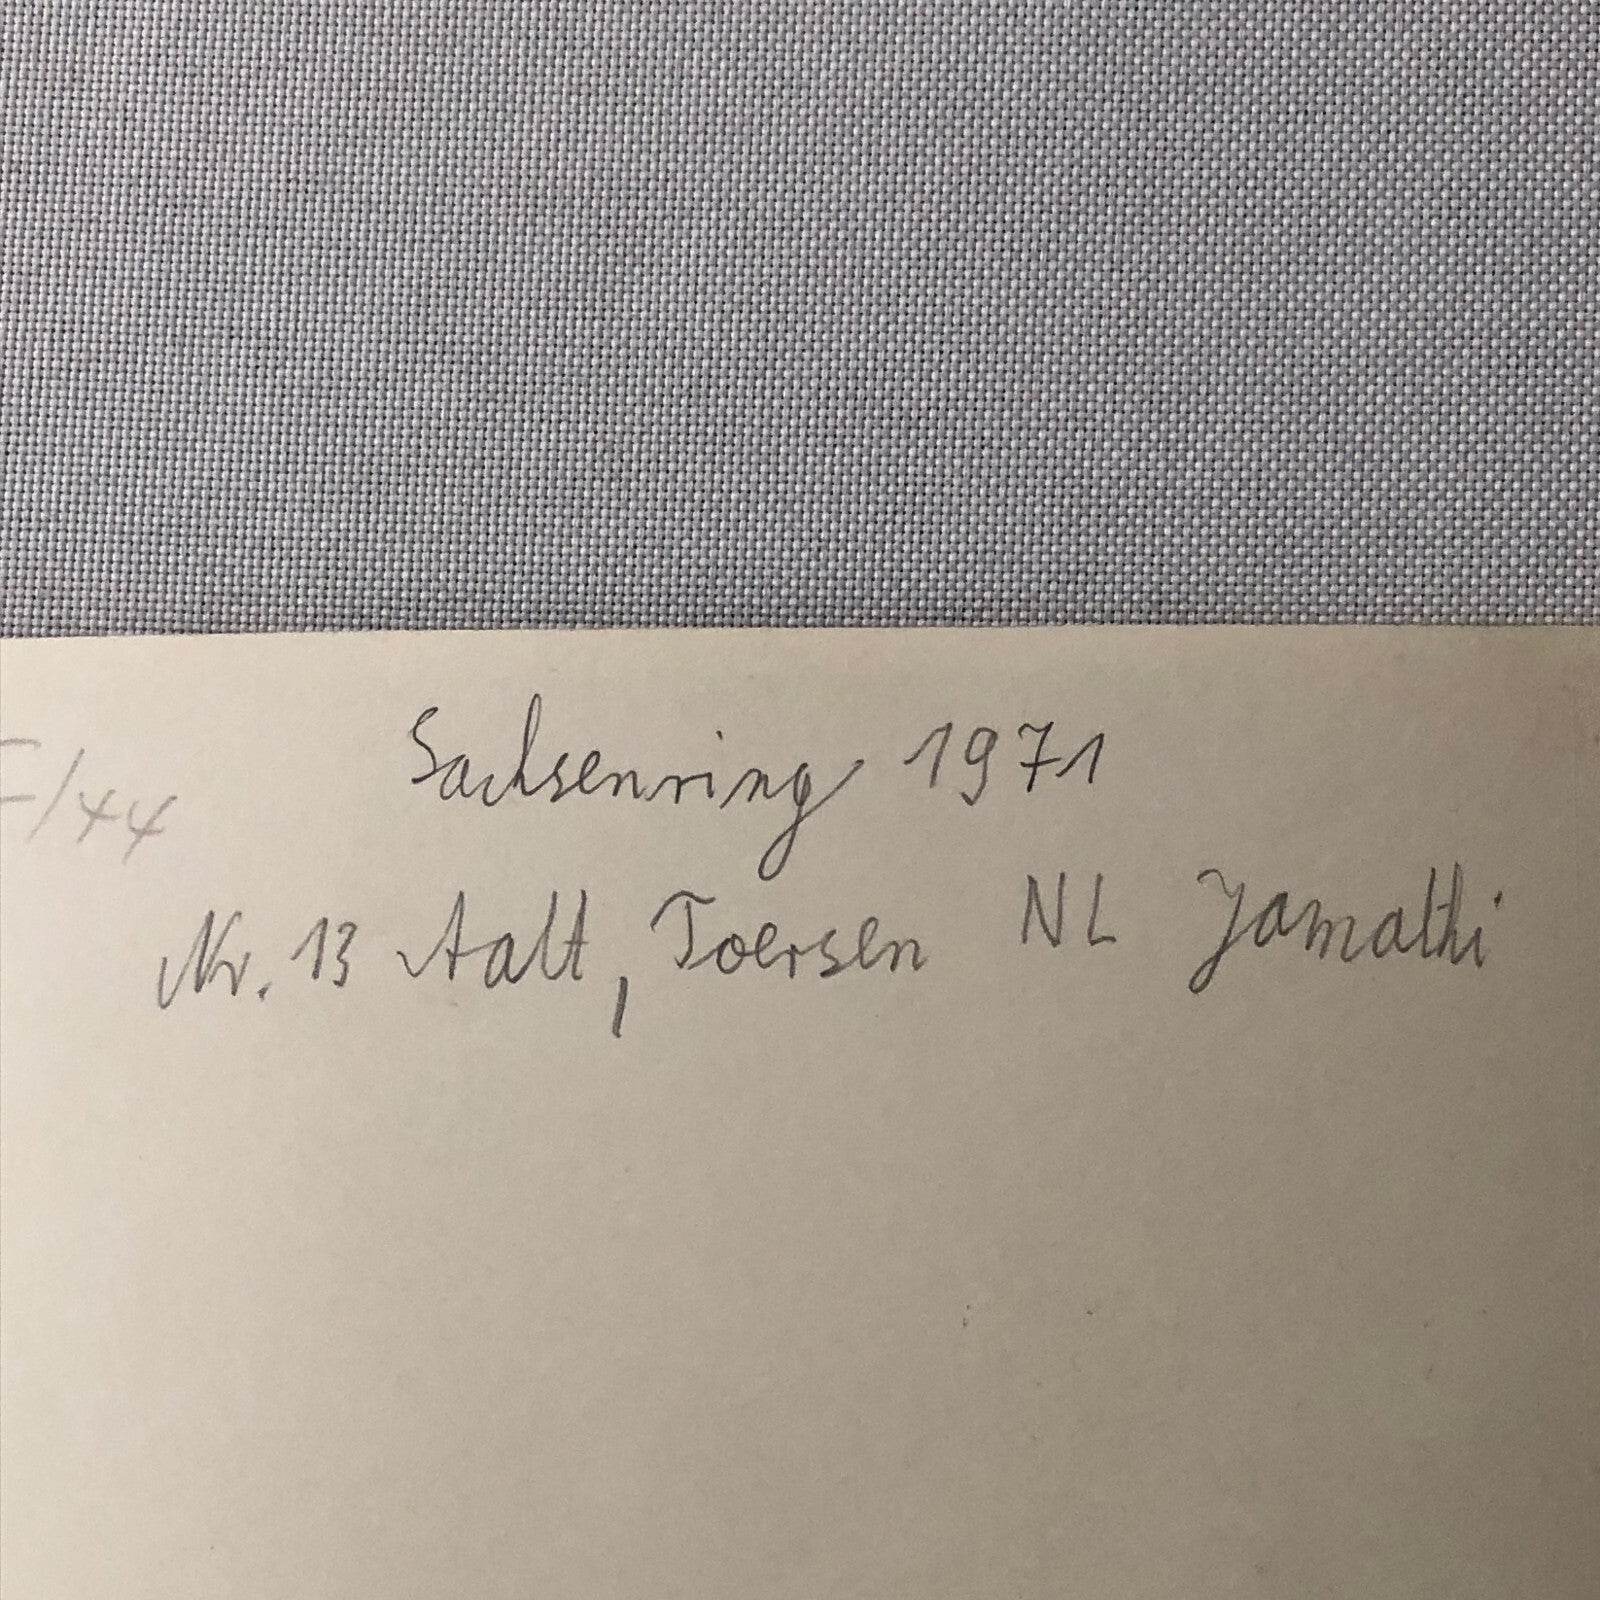 Sachsenring 1971
/44
Nr. 13 Aalt, Toersen NL Jamathi